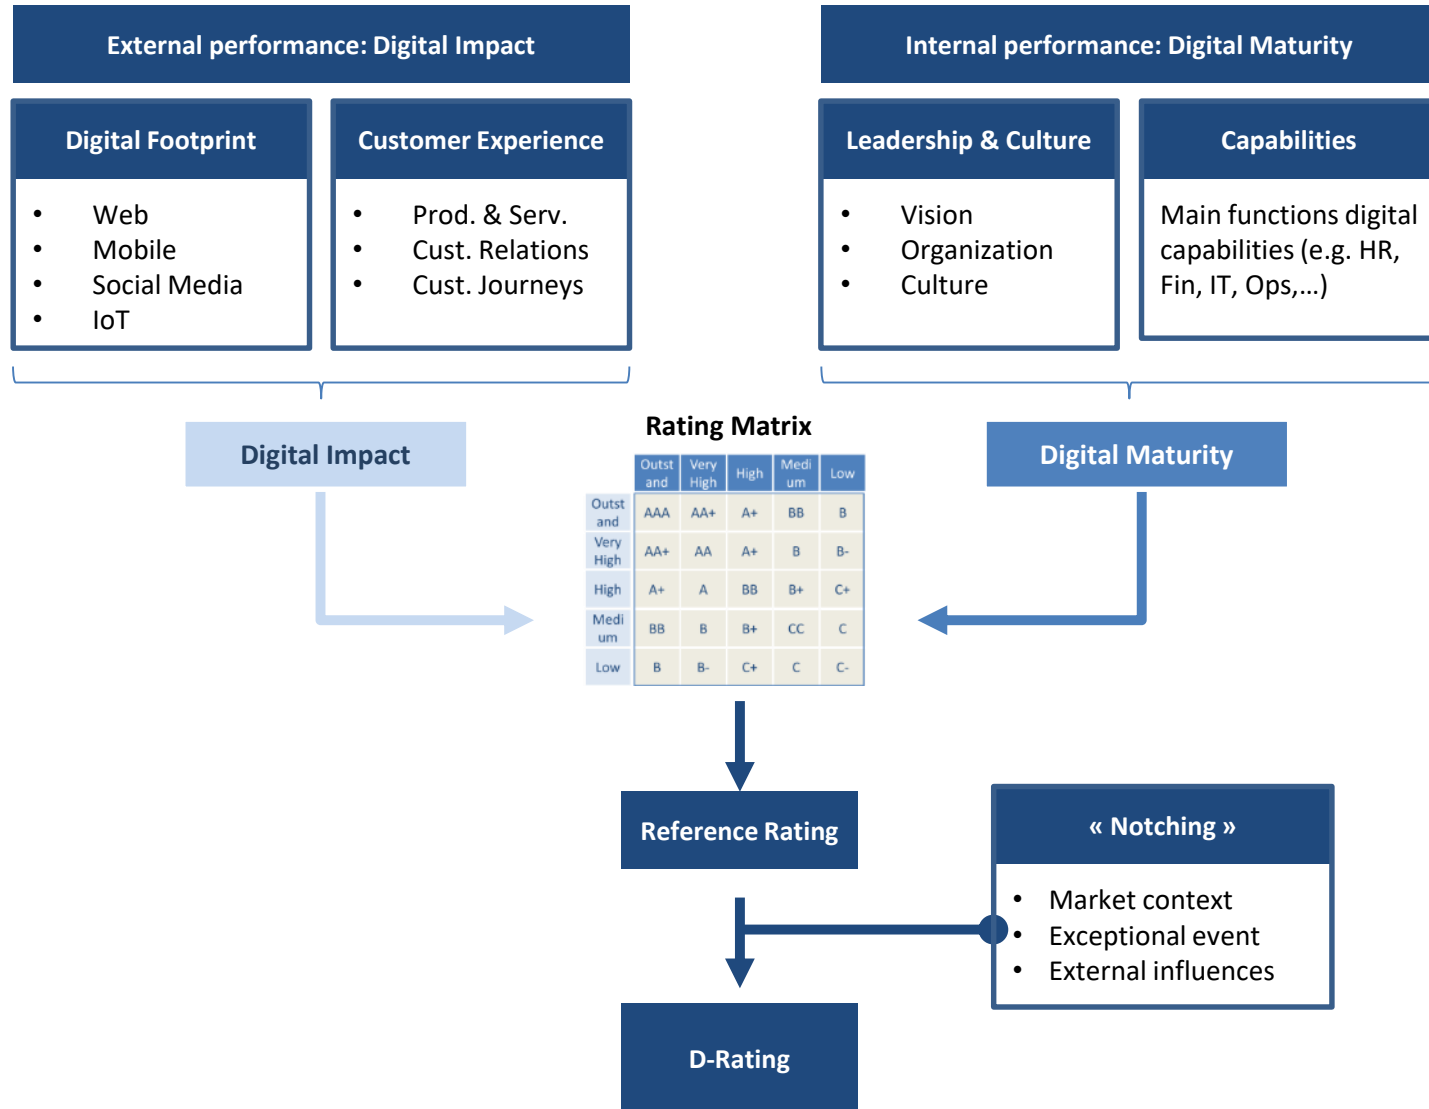 External performance: Digital Impact
Internal performance: Digital Maturity
Digital Footprint
• Web
• Mobile
• Social Media
• IoT
Customer Experience
• Prod. & Serv.
• Cust. Relations
• Cust. Journeys
Leadership & Culture
• Vision
• Organization
• Culture
Capabilities
Main functions digital
capabilities (e.g. HR,
Fin, IT, Ops,…)
Digital Impact
Digital Maturity
Rating Matrix
Outst and Very High High Medi um Low
Outst and AAA AA+ A+ BB B
Very High AA+ AA A+ B B-
High A+ A BB B+ C+
Medi um BB B B+ CC C
Low B B- C+ C C-
Reference Rating
« Notching »
• Market context
• Exceptional event
• External influences
D-Rating